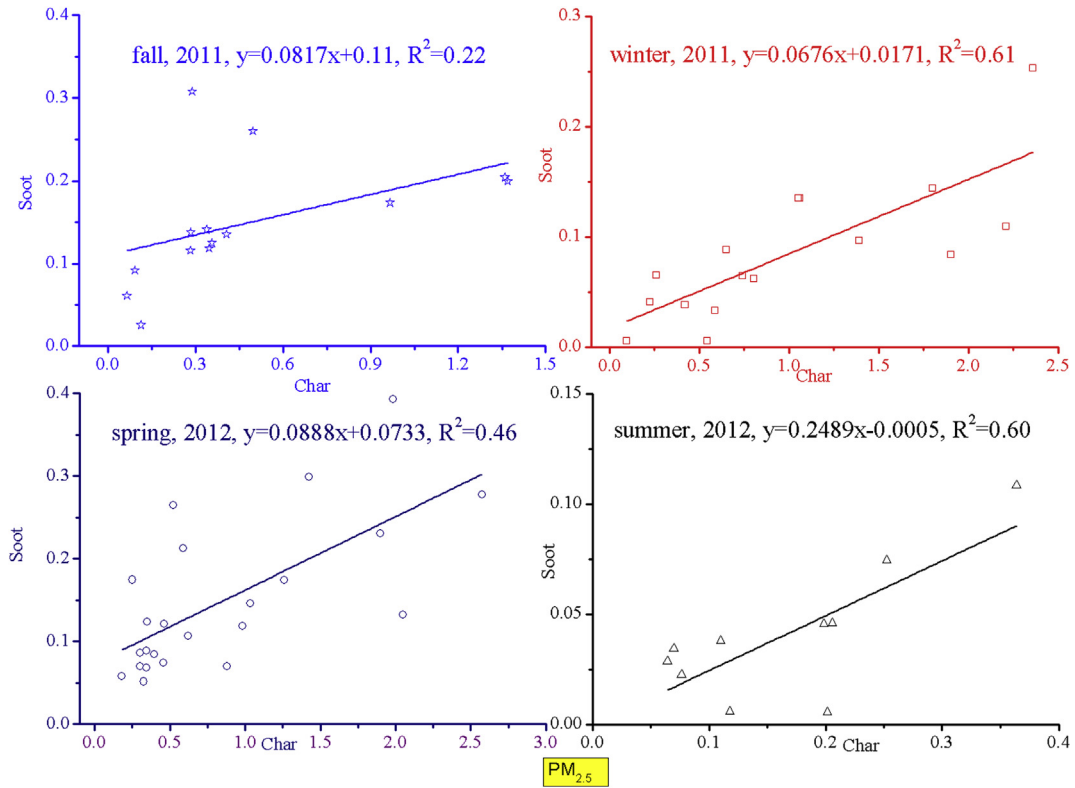 fall, 2011, y=0.0817x+0.11, R²=0.22
0.4
0.3
0.2
0.1
0.0
Soot
0.0 0.3 0.6 0.9 1.2 1.5
Char
winter, 2011, y=0.0676x+0.0171, R²=0.61
0.3
0.2
0.1
0.0
Soot
0.0 0.5 1.0 1.5 2.0 2.5
Char
spring, 2012, y=0.0888x+0.0733, R²=0.46
0.4
0.3
0.2
0.1
0.0
Soot
0.0 0.5 1.0 1.5 2.0 2.5 3.0
Char
summer, 2012, y=0.2489x-0.0005, R²=0.60
0.15
0.10
0.05
0.00
Soot
0.0 0.1 0.2 0.3 0.4
Char
PM2.5